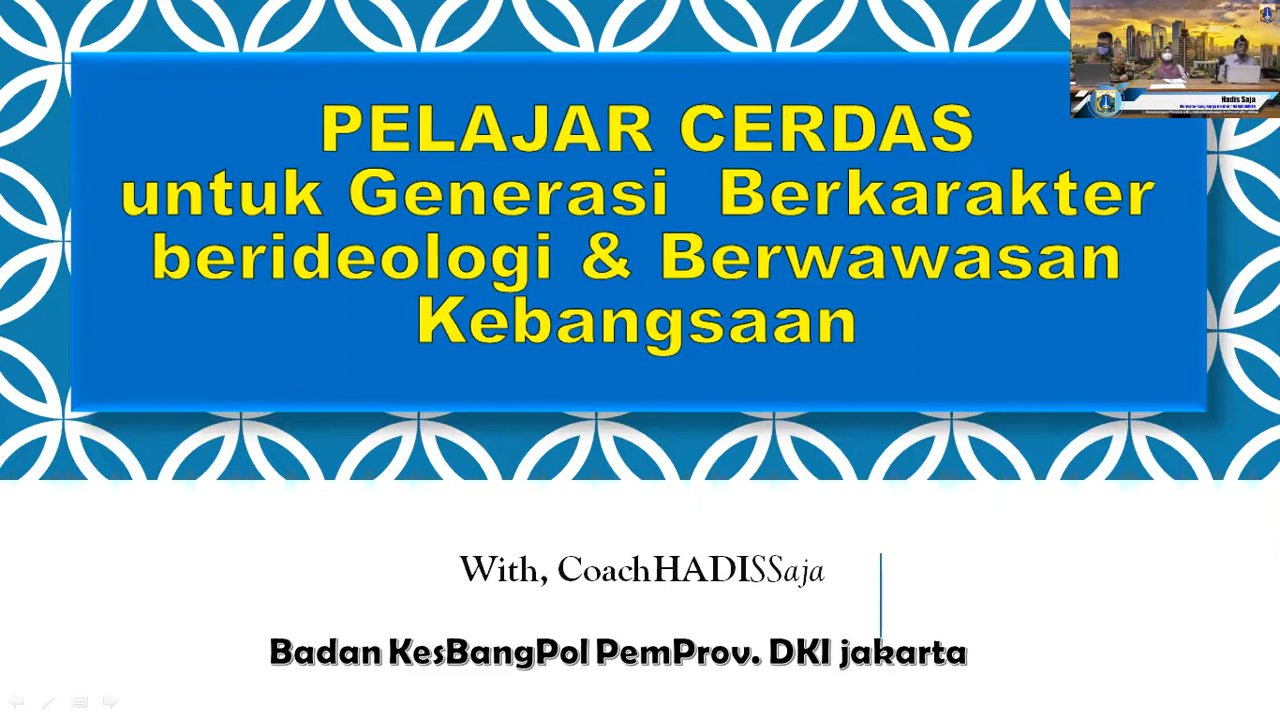 PELAJAR CERDAS
untuk Generasi Berkarakter
berideologi & Berwawasan
Kebangsaan
With, CoachHADISSaja
Badan KesBangPol PemProv. DKI jakarta
Hadis Saja